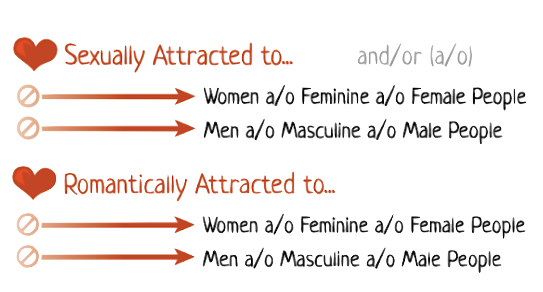 Sexually Attracted to... and/or (a/o)
Women a/o Feminine a/o Female People
Men a/o Masculine a/o Male People
Romantically Attracted to...
Women a/o Feminine a/o Female People
Men a/o Masculine a/o Male People